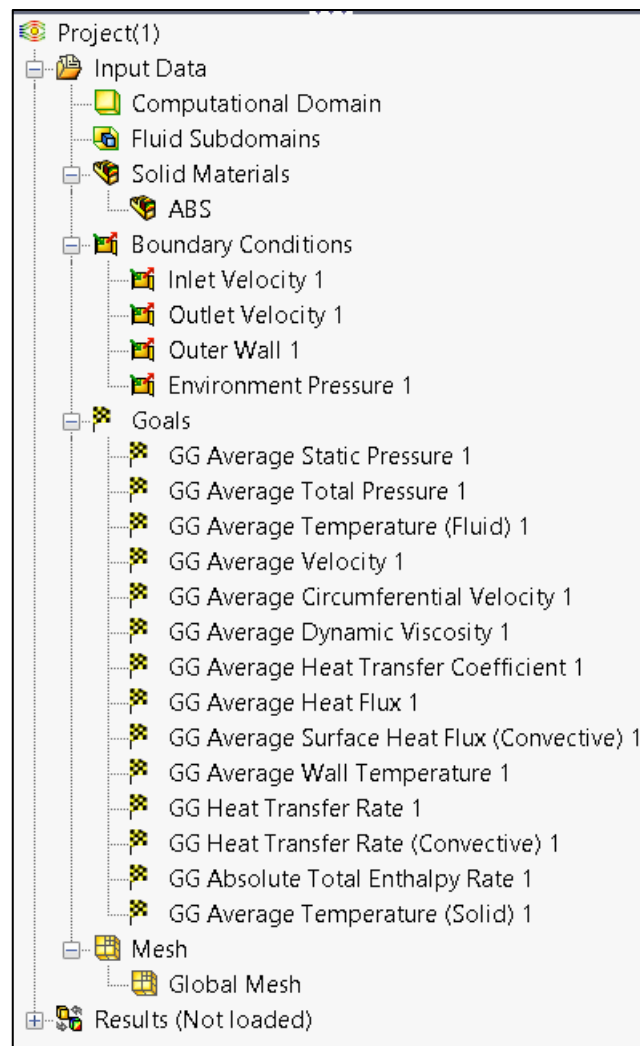 Project(1)
Input Data
Computational Domain
Fluid Subdomains
Solid Materials
ABS
Boundary Conditions
Inlet Velocity 1
Outlet Velocity 1
Outer Wall 1
Environment Pressure 1
Goals
GG Average Static Pressure 1
GG Average Total Pressure 1
GG Average Temperature (Fluid) 1
GG Average Velocity 1
GG Average Circumferential Velocity 1
GG Average Dynamic Viscosity 1
GG Average Heat Transfer Coefficient 1
GG Average Heat Flux 1
GG Average Surface Heat Flux (Convective) 1
GG Average Wall Temperature 1
GG Heat Transfer Rate 1
GG Heat Transfer Rate (Convective) 1
GG Absolute Total Enthalpy Rate 1
GG Average Temperature (Solid) 1
Mesh
Global Mesh
Results (Not loaded)